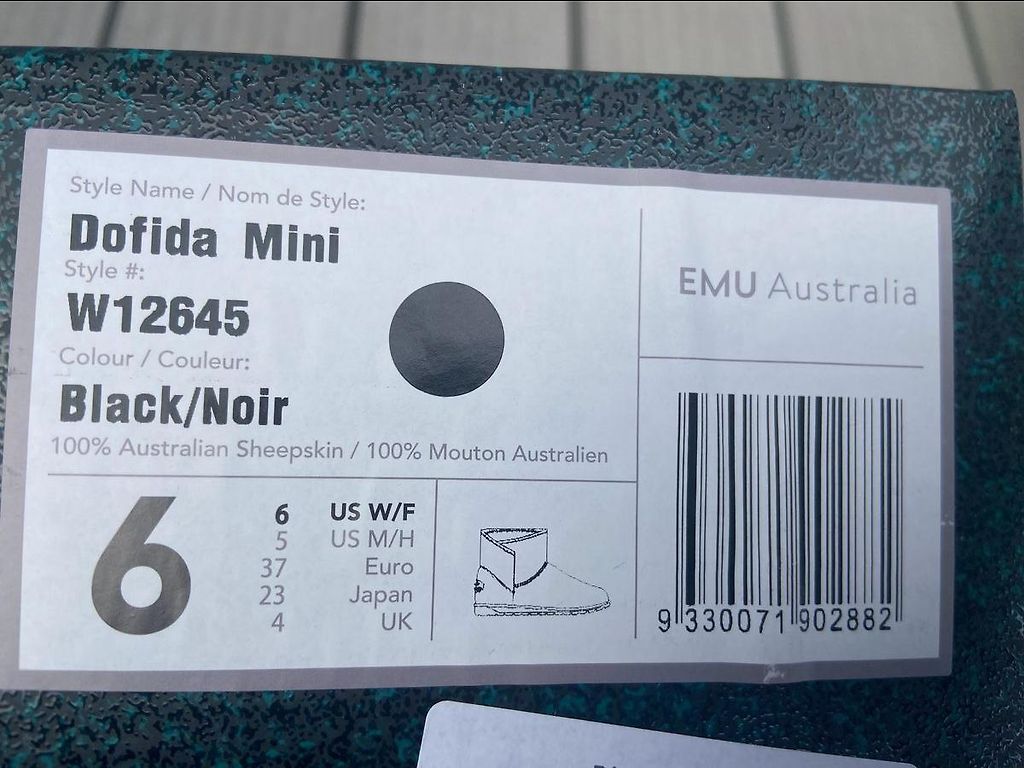 Style Name / Nom de Style:
Dofida Mini
Style #:
W12645
Colour / Couleur:
Black/Noir
100% Australian Sheepskin / 100% Mouton Australien
6
6 US W/F
5 US M/H
37 Euro
23 Japan
4 UK
EMU Australia
9 330071 902882